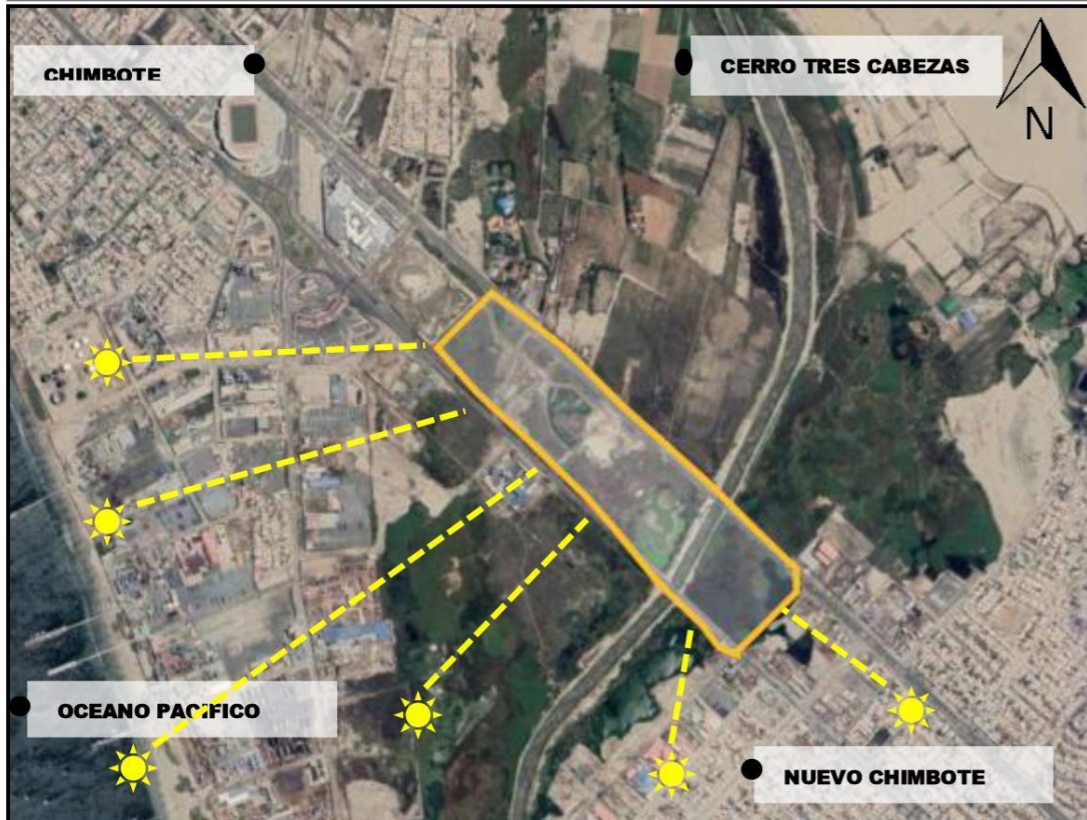 CHIMBOTE
CERRO TRES CABEZAS
N
OCEANO PACIFICO
NUEVO CHIMBOTE